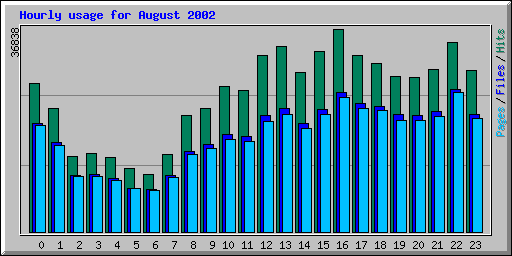 Hourly usage for August 2002
36838
Pages / Files / Hits
0 1 2 3 4 5 6 7 8 9 10 11 12 13 14 15 16 17 18 19 20 21 22 23